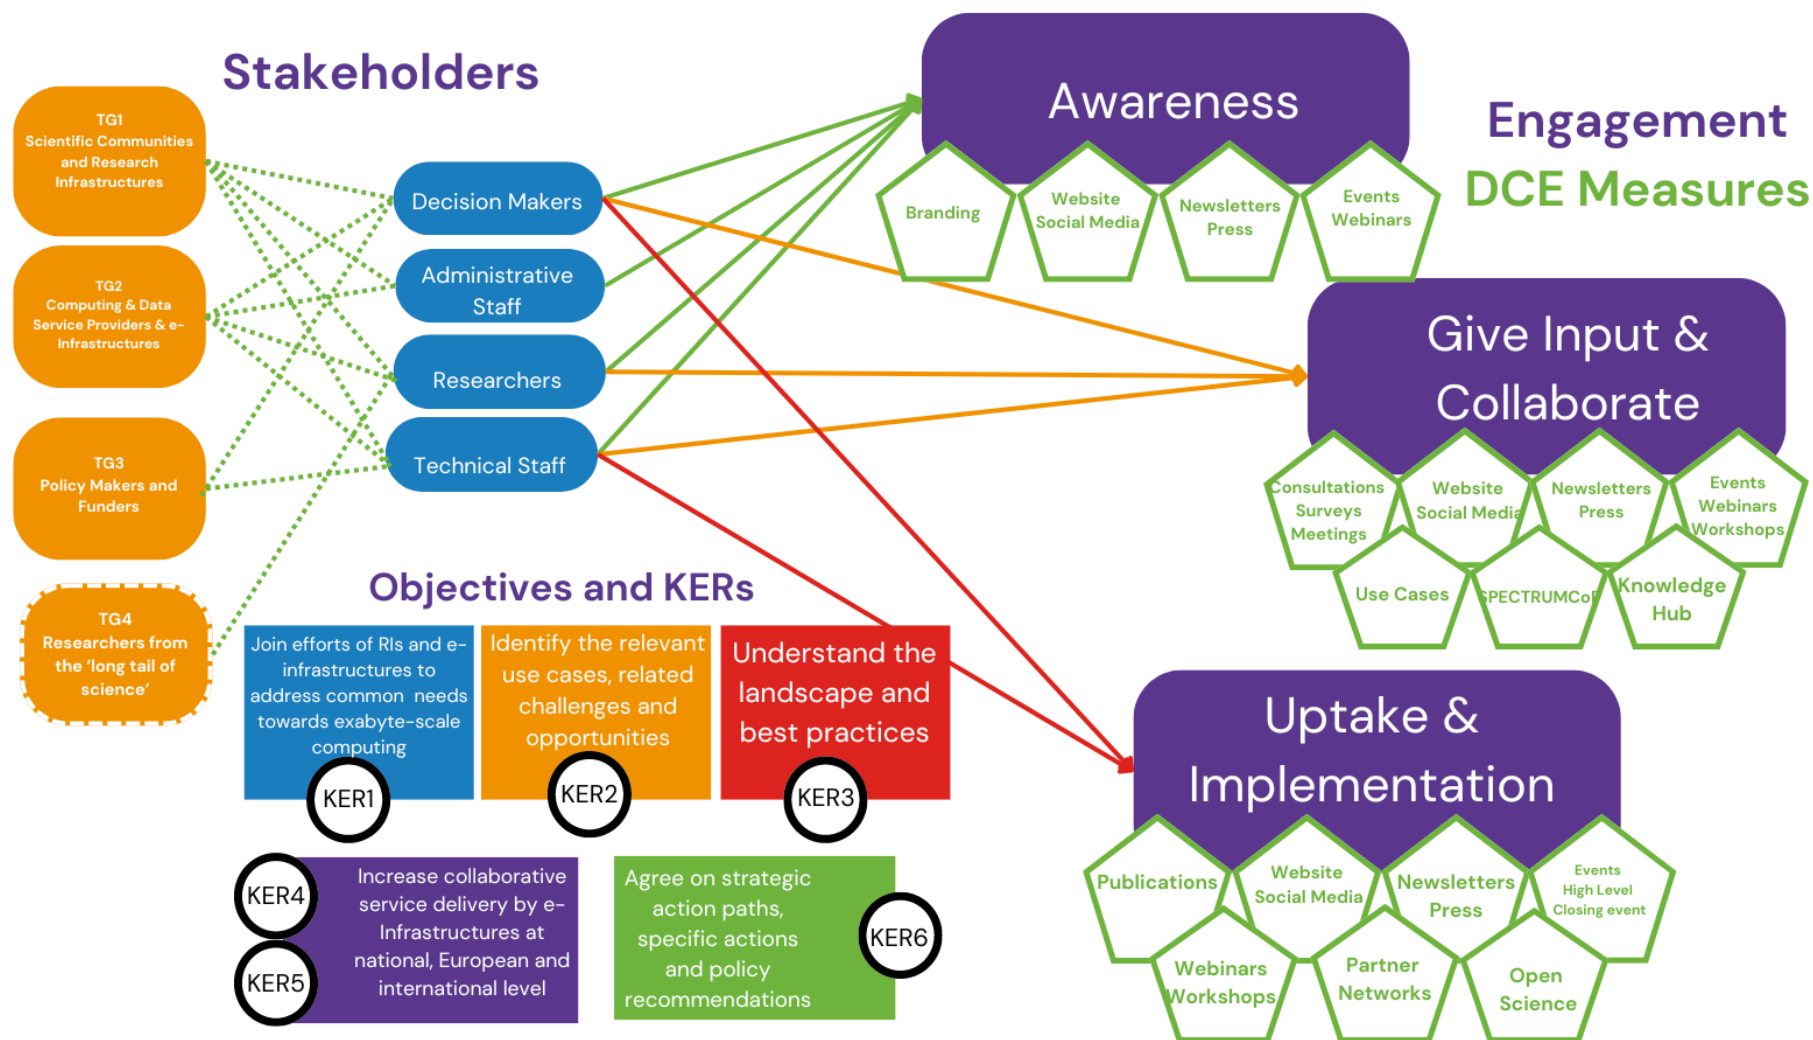 Stakeholders
TG1
Scientific Communities
and Research
Infrastructures
TG2
Computing & Data
Service Providers & e-
Infrastructures
TG3
Policy Makers and
Funders
TG4
Researchers from
the ‘long tail of
science’
Decision Makers
Administrative
Staff
Researchers
Technical Staff
Awareness
Branding
Website
Social Media
Newsletters
Press
Events
Webinars
Engagement
DCE Measures
Give Input &
Collaborate
Consultations
Surveys
Meetings
Website
Social Media
Newsletters
Press
Events
Webinars
Workshops
Use Cases
SPECTRUMCoP
Knowledge
Hub
Uptake &
Implementation
Publications
Website
Social Media
Newsletters
Press
Events
High Level
Closing event
Webinars
Workshops
Partner
Networks
Open
Science
Objectives and KERs
Join efforts of RIs and e-
infrastructures to
address common needs
towards exabyte-scale
computing
KER1
Identify the relevant
use cases, related
challenges and
opportunities
KER2
Understand the
landscape and
best practices
KER3
KER4
KER5
Increase collaborative
service delivery by e-
Infrastructures at
national, European and
international level
Agree on strategic
action paths,
specific actions
and policy
recommendations
KER6